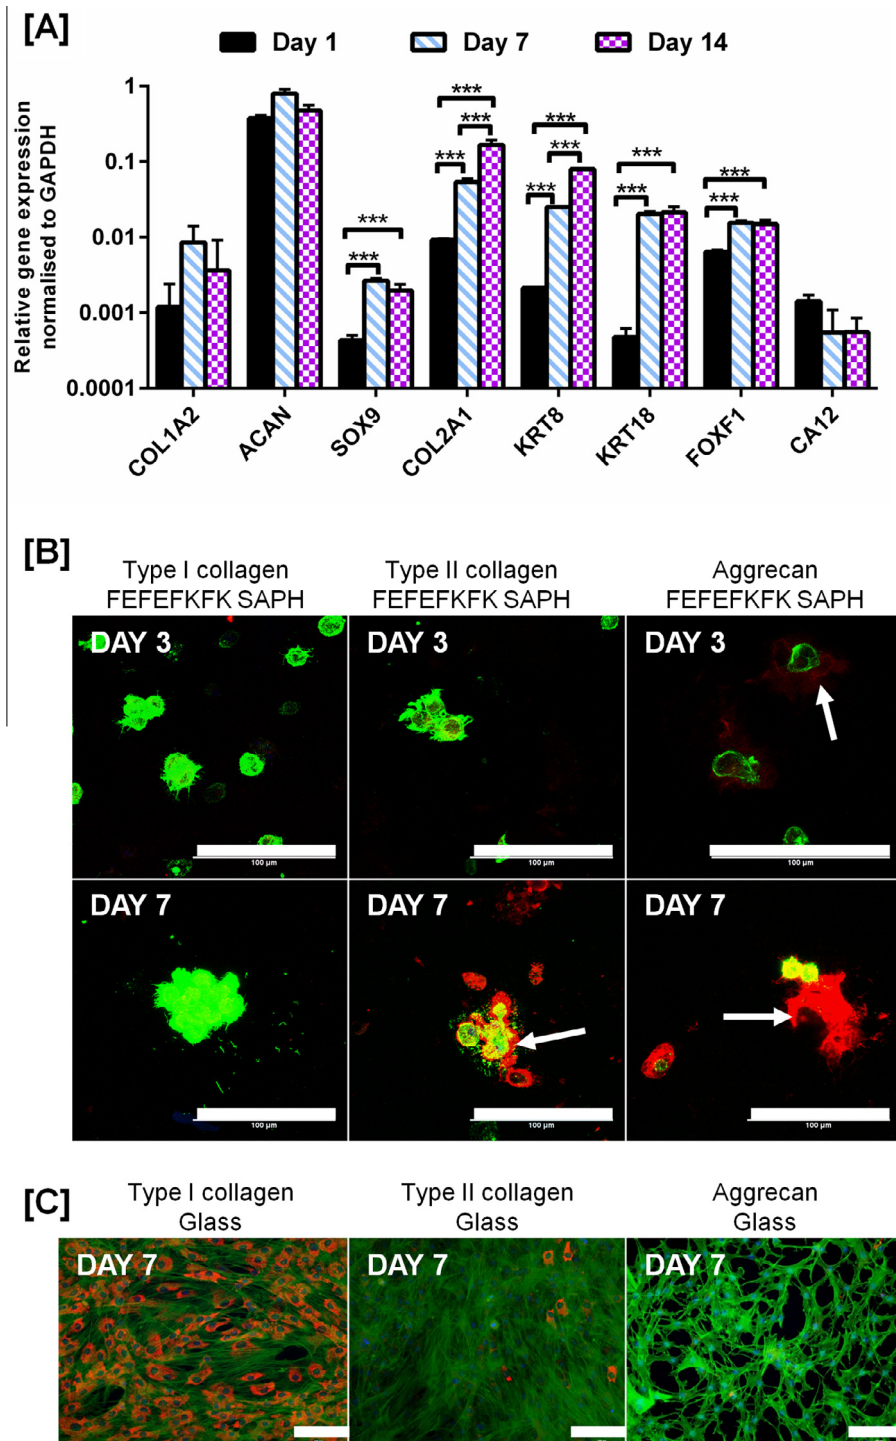 [A]
Day 1 Day 7 Day 14
Relative gene expression
normalised to GAPDH
1
0.1
0.01
0.001
0.0001
*** *** ***
*** ***
*** *** ***
*** *** ***
*** ***
*** ***
COL1A2 ACAN SOX9 COL2A1 KRT8 KRT18 FOXF1 CA12
[B]
Type I collagen
FEFEFKFK SAPH
Type II collagen
FEFEFKFK SAPH
Aggrecan
FEFEFKFK SAPH
DAY 3 DAY 3 DAY 3
100 µm 100 µm 100 µm
DAY 7 DAY 7 DAY 7
100 µm 100 µm 100 µm
[C]
Type I collagen
Glass
Type II collagen
Glass
Aggrecan
Glass
DAY 7 DAY 7 DAY 7